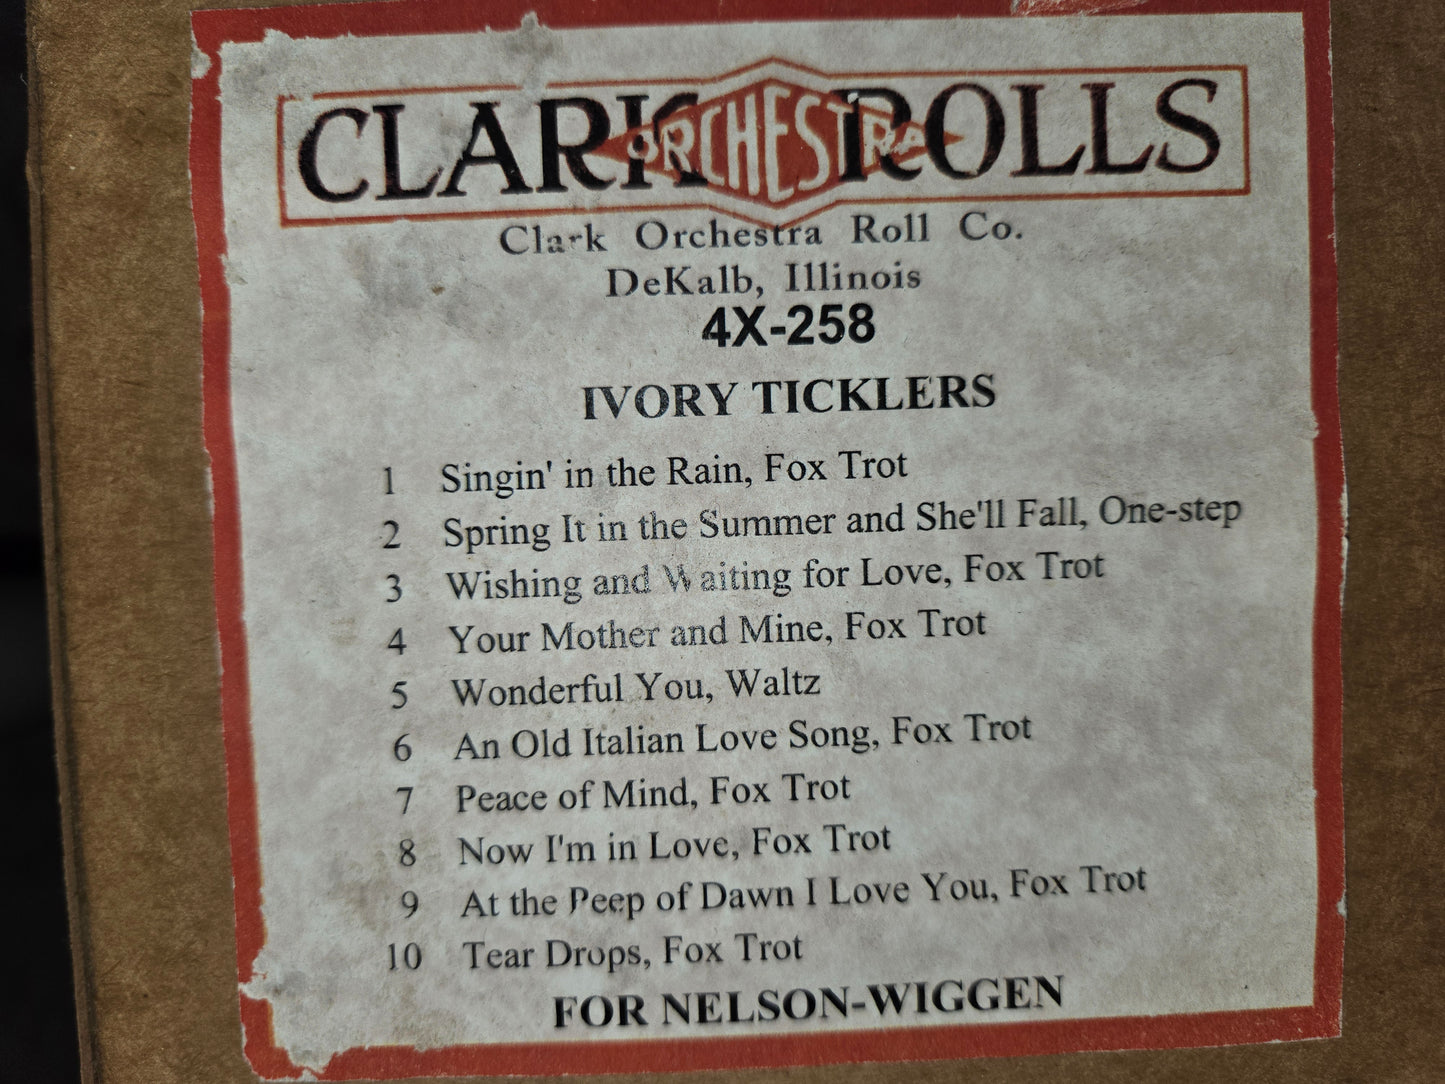 CLARK ORCHESTRA ROLLS
Clark Orchestra Roll Co.
DeKalb, Illinois
4X-258
IVORY TICKLERS
1 Singin' in the Rain, Fox Trot
2 Spring It in the Summer and She'll Fall, One-step
3 Wishing and Waiting for Love, Fox Trot
4 Your Mother and Mine, Fox Trot
5 Wonderful You, Waltz
6 An Old Italian Love Song, Fox Trot
7 Peace of Mind, Fox Trot
8 Now I'm in Love, Fox Trot
9 At the Peep of Dawn I Love You, Fox Trot
10 Tear Drops, Fox Trot
FOR NELSON-WIGGEN